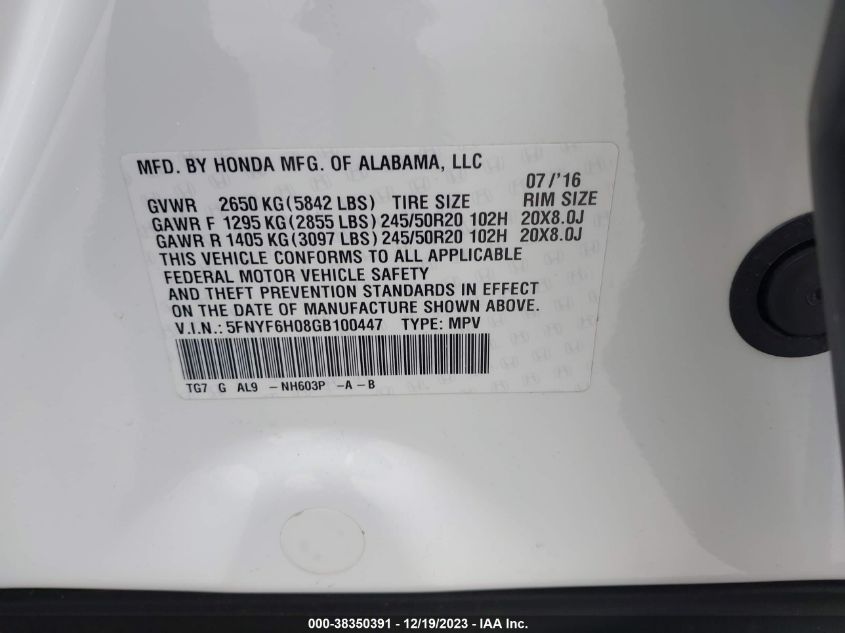 MFD. BY HONDA MFG. OF ALABAMA, LLC
07/'16
GVWR 2650 KG(5842 LBS) TIRE SIZE RIM SIZE
GAWR F 1295 KG(2855 LBS)245/50R20 102H 20X8.0J
GAWR R 1405 KG(3097 LBS)245/50R20 102H 20X8.0J
THIS VEHICLE CONFORMS TO ALL APPLICABLE
FEDERAL MOTOR VEHICLE SAFETY
AND THEFT PREVENTION STANDARDS IN EFFECT
ON THE DATE OF MANUFACTURE SHOWN ABOVE.
V.I.N.: 5FNYF6H08GB100447 TYPE: MPV
TG7 G AL9 -NH603P -A-B
000-38350391 - 12/19/2023 - IAA Inc.